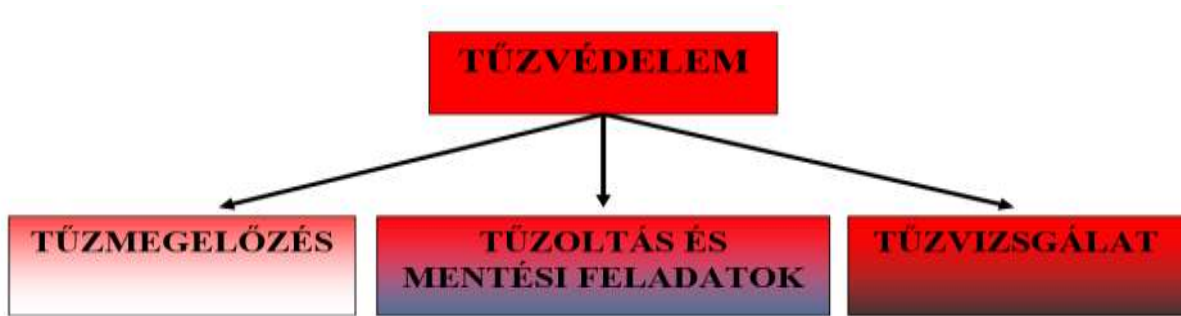 TŰZVÉDELEM
TŰZMEGELŐZÉS
TŰZOLTÁS ÉS
MENTÉSI FELADATOK
TŰZVIZSGÁLAT